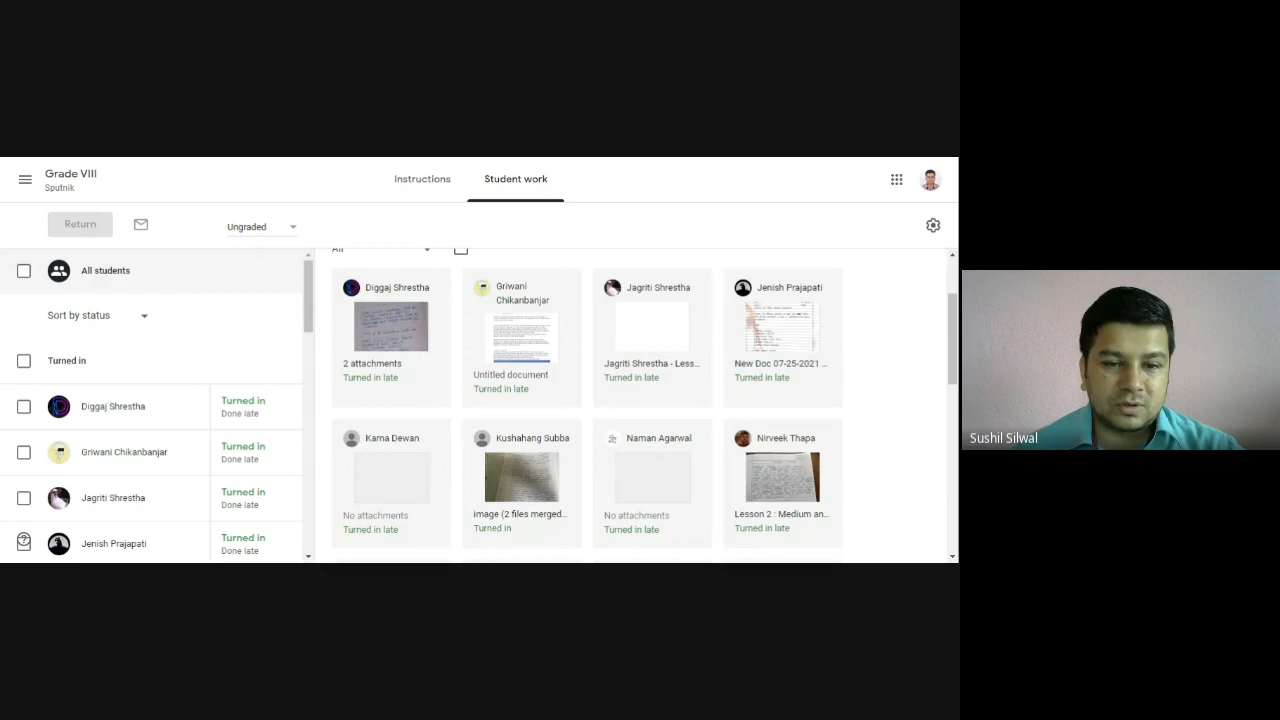 Grade VIII
Sputnik
Instructions
Student work
Return
Ungraded
All students
Sort by status
Turned in
Diggaj Shrestha
Turned in
Done late
Griwani Chikanbanjar
Turned in
Done late
Jagriti Shrestha
Turned in
Done late
Jenish Prajapati
Turned in
Done late
All
Diggaj Shrestha
2 attachments
Turned in late
Griwani
Chikanbanjar
Untitled document
Turned in late
Jagriti Shrestha
Jagriti Shrestha - Less...
Turned in late
Jenish Prajapati
New Doc 07-25-2021 ...
Turned in late
Kama Dewan
No attachments
Turned in late
Kushahang Subba
image (2 files merged...
Turned in
Naman Agarwal
No attachments
Turned in late
Nirveek Thapa
Lesson 2 : Medium an...
Turned in late
Sushil Silwal